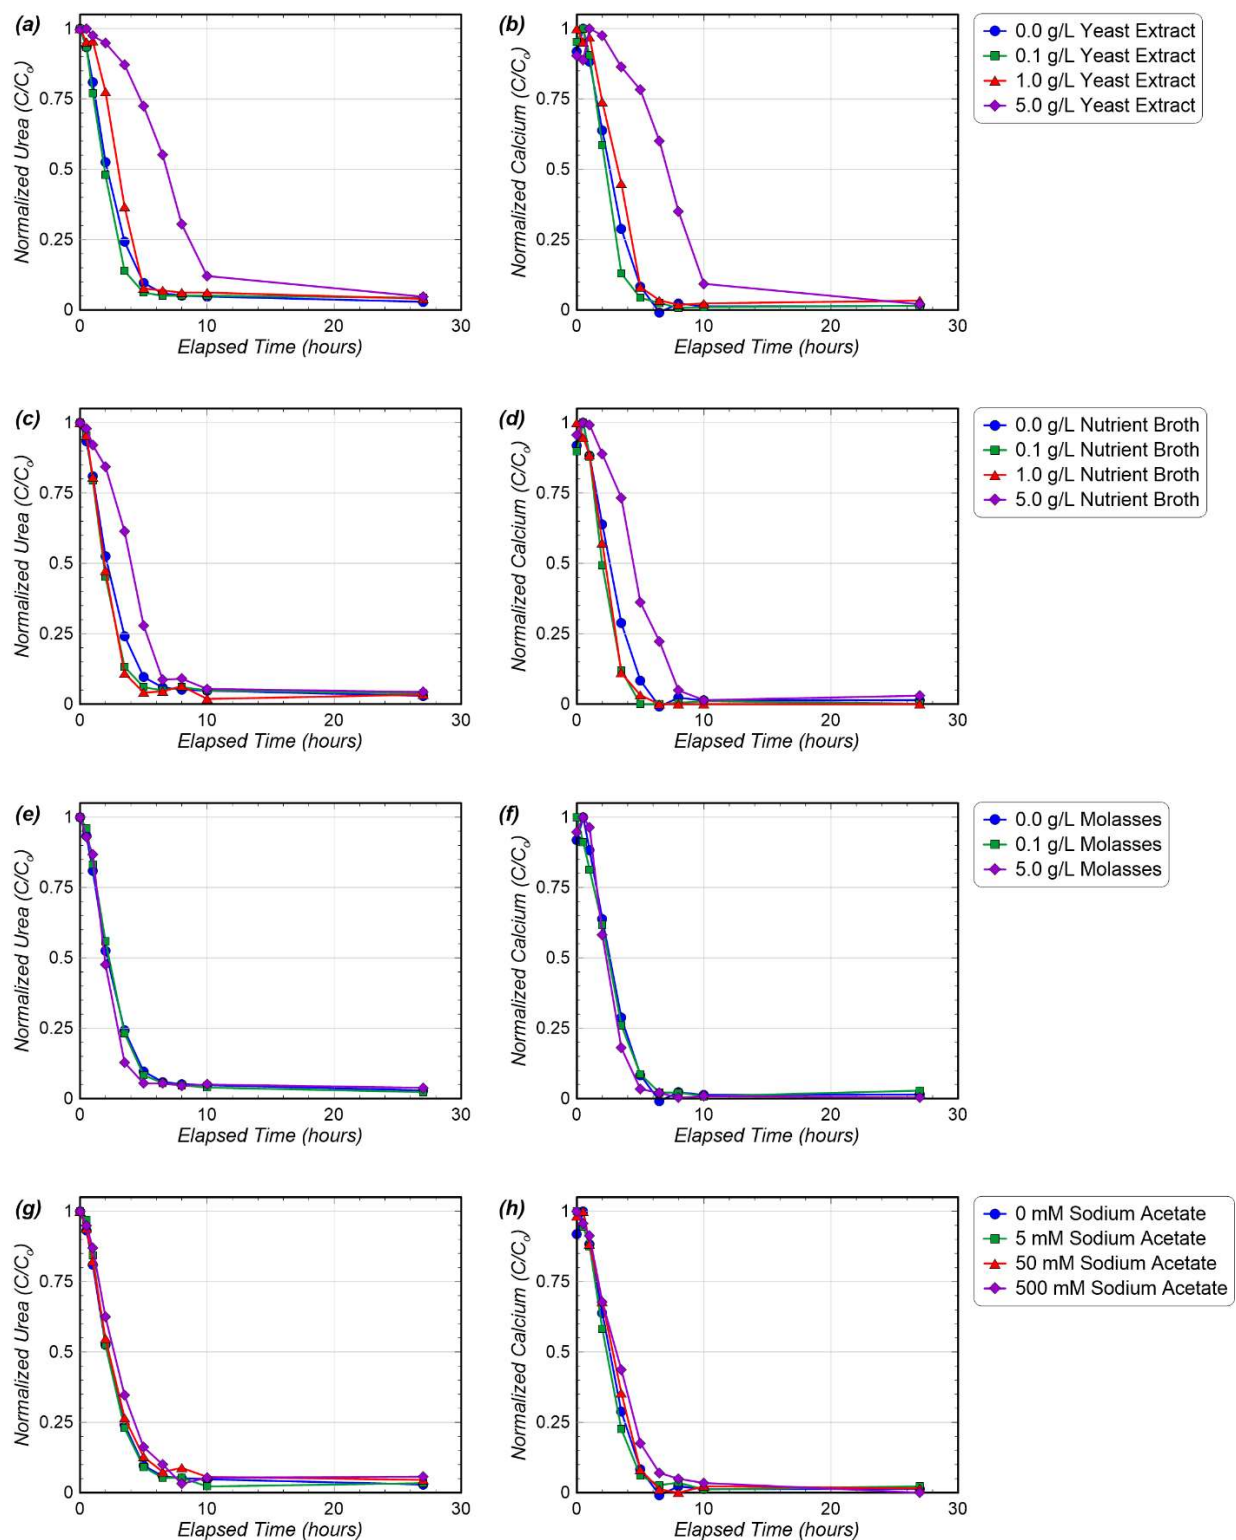 (a)
Normalized Urea (C/Cₒ)
1
0.75
0.5
0.25
0
0 10 20 30
Elapsed Time (hours)
(b)
Normalized Calcium (C/Cₒ)
1
0.75
0.5
0.25
0
0 10 20 30
Elapsed Time (hours)
0.0 g/L Yeast Extract
0.1 g/L Yeast Extract
1.0 g/L Yeast Extract
5.0 g/L Yeast Extract
(c)
Normalized Urea (C/Cₒ)
1
0.75
0.5
0.25
0
0 10 20 30
Elapsed Time (hours)
(d)
Normalized Calcium (C/Cₒ)
1
0.75
0.5
0.25
0
0 10 20 30
Elapsed Time (hours)
0.0 g/L Nutrient Broth
0.1 g/L Nutrient Broth
1.0 g/L Nutrient Broth
5.0 g/L Nutrient Broth
(e)
Normalized Urea (C/Cₒ)
1
0.75
0.5
0.25
0
0 10 20 30
Elapsed Time (hours)
(f)
Normalized Calcium (C/Cₒ)
1
0.75
0.5
0.25
0
0 10 20 30
Elapsed Time (hours)
0.0 g/L Molasses
0.1 g/L Molasses
5.0 g/L Molasses
(g)
Normalized Urea (C/Cₒ)
1
0.75
0.5
0.25
0
0 10 20 30
Elapsed Time (hours)
(h)
Normalized Calcium (C/Cₒ)
1
0.75
0.5
0.25
0
0 10 20 30
Elapsed Time (hours)
0 mM Sodium Acetate
5 mM Sodium Acetate
50 mM Sodium Acetate
500 mM Sodium Acetate